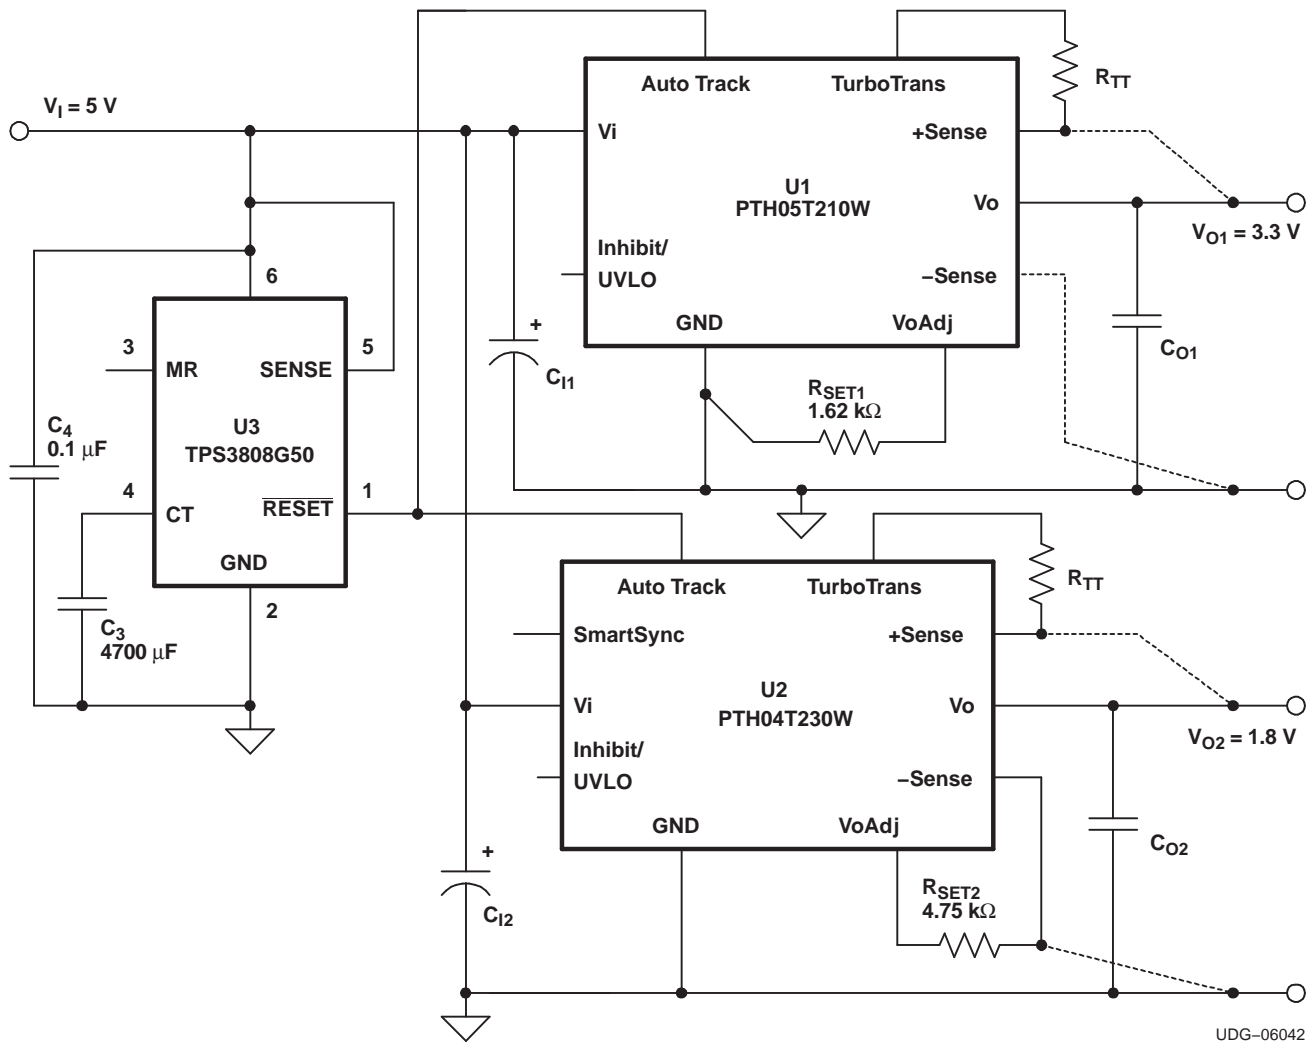 V_I = 5 V
Auto Track
TurboTrans
R_TT
Vi
+Sense
U1
PTH05T210W
Vo
V_O1 = 3.3 V
Inhibit/
UVLO
−Sense
GND
VoAdj
+
C_I1
R_SET1
1.62 kΩ
C_O1
6
3
MR
SENSE
5
U3
TPS3808G50
C_4
0.1 μF
4
CT
RESET
1
GND
2
C_3
4700 μF
Auto Track
TurboTrans
R_TT
SmartSync
+Sense
U2
PTH04T230W
Vi
Vo
V_O2 = 1.8 V
Inhibit/
UVLO
−Sense
GND
VoAdj
+
C_I2
R_SET2
4.75 kΩ
C_O2
UDG−06042